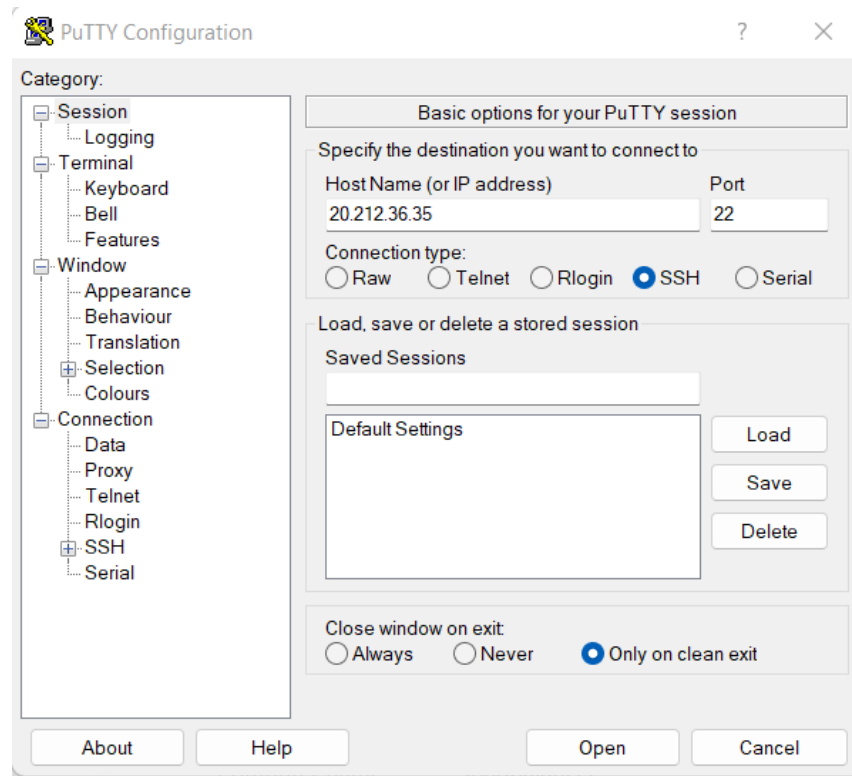 PuTTY Configuration
?
Category:
Session
Logging
Terminal
Keyboard
Bell
Features
Window
Appearance
Behaviour
Translation
Selection
Colours
Connection
Data
Proxy
Telnet
Rlogin
SSH
Serial
Basic options for your PuTTY session
Specify the destination you want to connect to
Host Name (or IP address) Port
20.212.36.35 22
Connection type:
Raw Telnet Rlogin SSH Serial
Load, save or delete a stored session
Saved Sessions
Default Settings
Load
Save
Delete
Close window on exit:
Always Never Only on clean exit
About Help Open Cancel